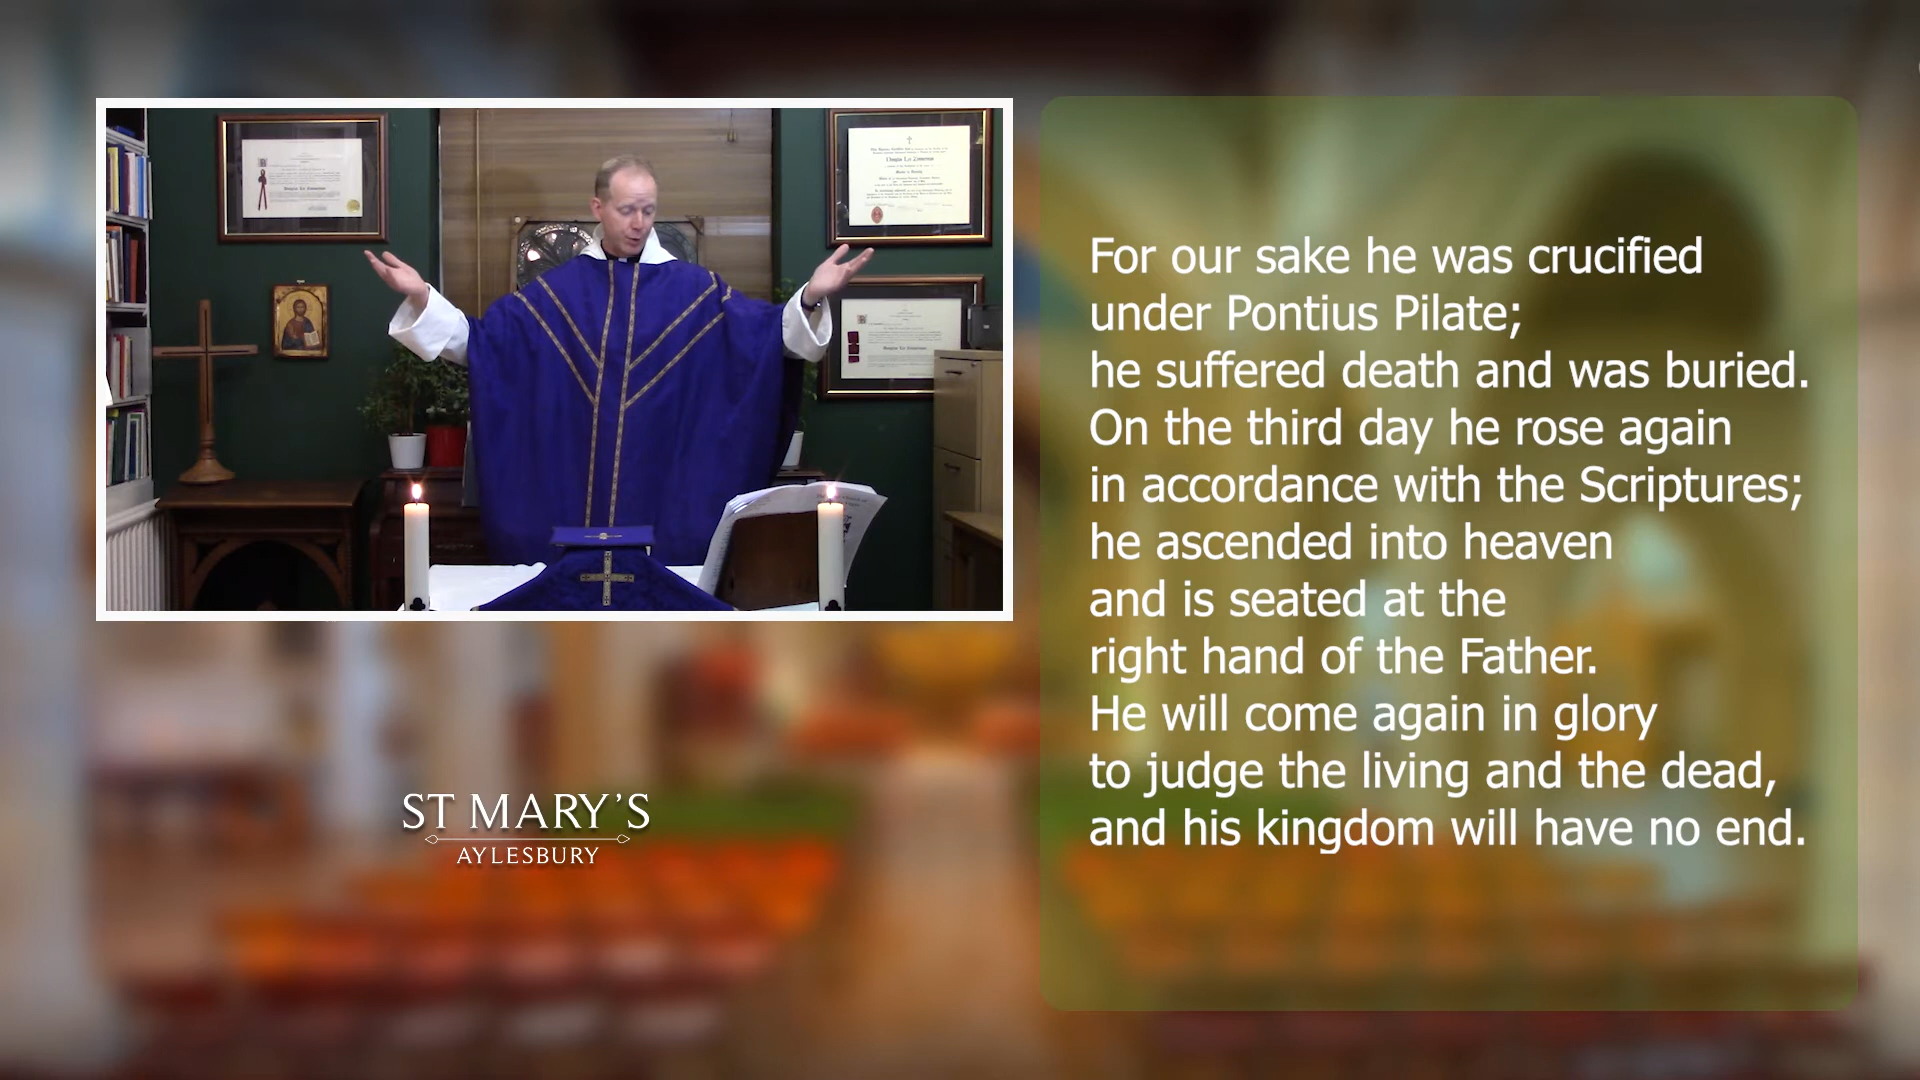 For our sake he was crucified
under Pontius Pilate;
he suffered death and was buried.
On the third day he rose again
in accordance with the Scriptures;
he ascended into heaven
and is seated at the
right hand of the Father.
He will come again in glory
to judge the living and the dead,
and his kingdom will have no end.
ST MARY'S
AYLESBURY